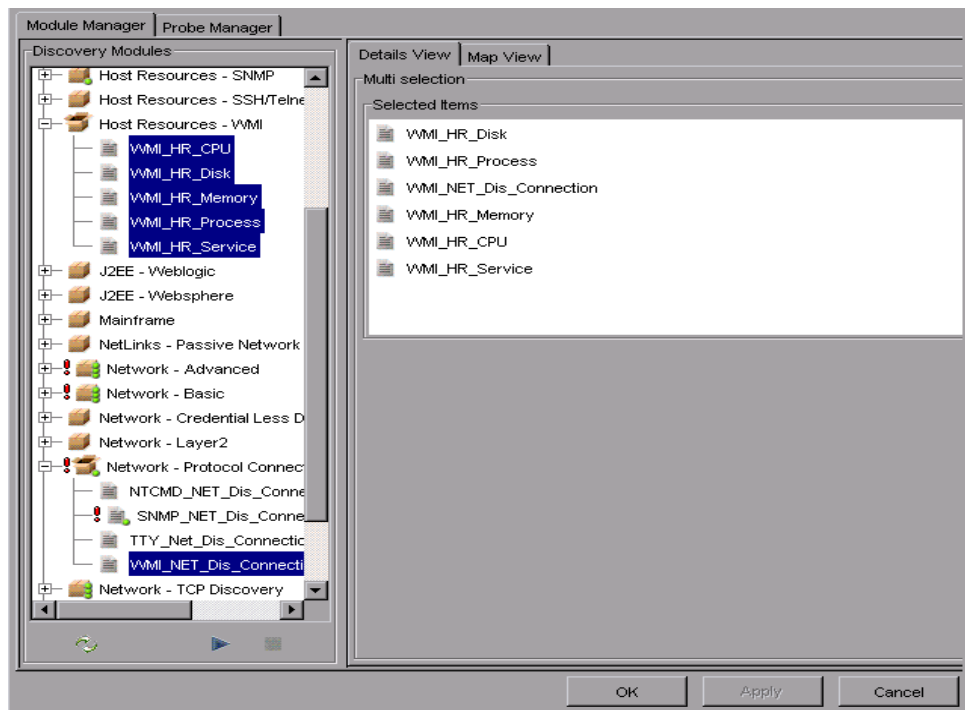 Module Manager
Probe Manager
Discovery Modules
Host Resources - SNMP
Host Resources - SSH/Telne
Host Resources - WMI
WMI_HR_CPU
WMI_HR_Disk
WMI_HR_Memory
WMI_HR_Process
WMI_HR_Service
J2EE - Weblogic
J2EE - Websphere
Mainframe
NetLinks - Passive Network
Network - Advanced
Network - Basic
Network - Credential Less D
Network - Layer2
Network - Protocol Connec
NTCMD_NET_Dis_Conne
SNMP_NET_Dis_Conne
TTY_Net_Dis_Connectic
WMI_NET_Dis_Connecti
Network - TCP Discovery
Details View
Map View
Multi selection
Selected Items
WMI_HR_Disk
WMI_HR_Process
WMI_NET_Dis_Connection
WMI_HR_Memory
WMI_HR_CPU
WMI_HR_Service
OK
Apply
Cancel